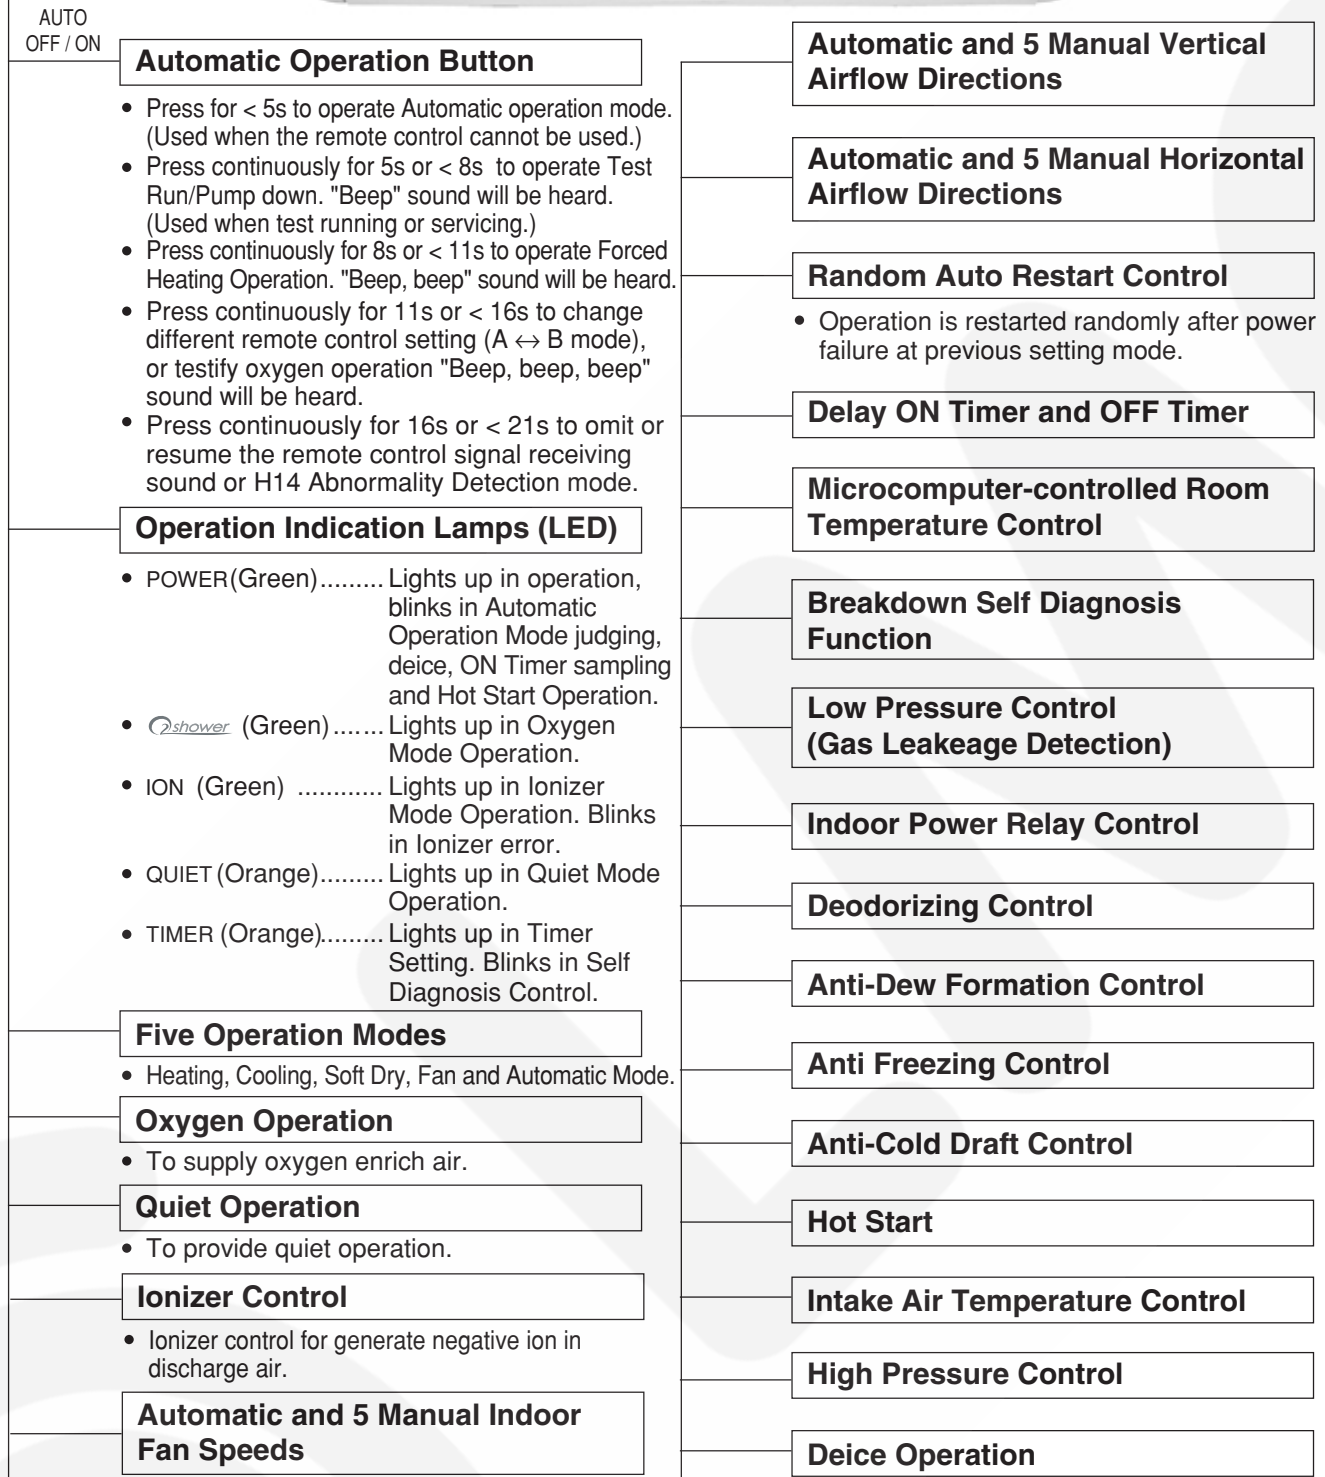 AUTO
OFF / ON
Automatic Operation Button
• Press for < 5s to operate Automatic operation mode.
(Used when the remote control cannot be used.)
• Press continuously for 5s or < 8s to operate Test
Run/Pump down. "Beep" sound will be heard.
(Used when test running or servicing.)
• Press continuously for 8s or < 11s to operate Forced
Heating Operation. "Beep, beep" sound will be heard.
• Press continuously for 11s or < 16s to change
different remote control setting (A ↔ B mode),
or testify oxygen operation "Beep, beep, beep"
sound will be heard.
• Press continuously for 16s or < 21s to omit or
resume the remote control signal receiving
sound or H14 Abnormality Detection mode.
Operation Indication Lamps (LED)
• POWER(Green)......... Lights up in operation,
blinks in Automatic
Operation Mode judging,
deice, ON Timer sampling
and Hot Start Operation.
• O2shower (Green)....... Lights up in Oxygen
Mode Operation.
• ION (Green) ............ Lights up in Ionizer
Mode Operation. Blinks
in Ionizer error.
• QUIET (Orange)......... Lights up in Quiet Mode
Operation.
• TIMER (Orange)......... Lights up in Timer
Setting. Blinks in Self
Diagnosis Control.
Five Operation Modes
• Heating, Cooling, Soft Dry, Fan and Automatic Mode.
Oxygen Operation
• To supply oxygen enrich air.
Quiet Operation
• To provide quiet operation.
Ionizer Control
• Ionizer control for generate negative ion in
discharge air.
Automatic and 5 Manual Indoor
Fan Speeds
Automatic and 5 Manual Vertical
Airflow Directions
Automatic and 5 Manual Horizontal
Airflow Directions
Random Auto Restart Control
• Operation is restarted randomly after power
failure at previous setting mode.
Delay ON Timer and OFF Timer
Microcomputer-controlled Room
Temperature Control
Breakdown Self Diagnosis
Function
Low Pressure Control
(Gas Leakeage Detection)
Indoor Power Relay Control
Deodorizing Control
Anti-Dew Formation Control
Anti Freezing Control
Anti-Cold Draft Control
Hot Start
Intake Air Temperature Control
High Pressure Control
Deice Operation